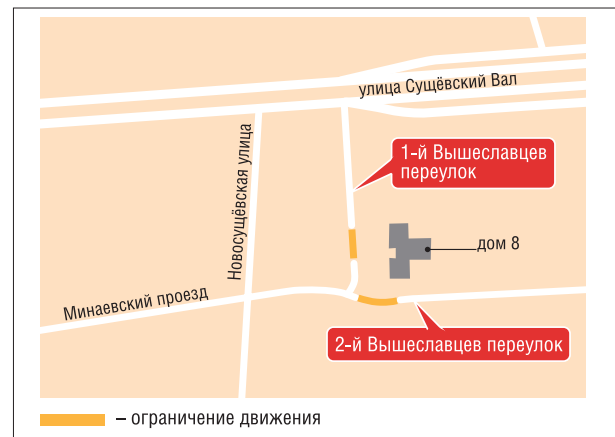 улица Сущёвский Вал
1-й Вышеславцев
переулок
Новосущёвская улица
дом 8
Минаевский проезд
2-й Вышеславцев переулок
– ограничение движения